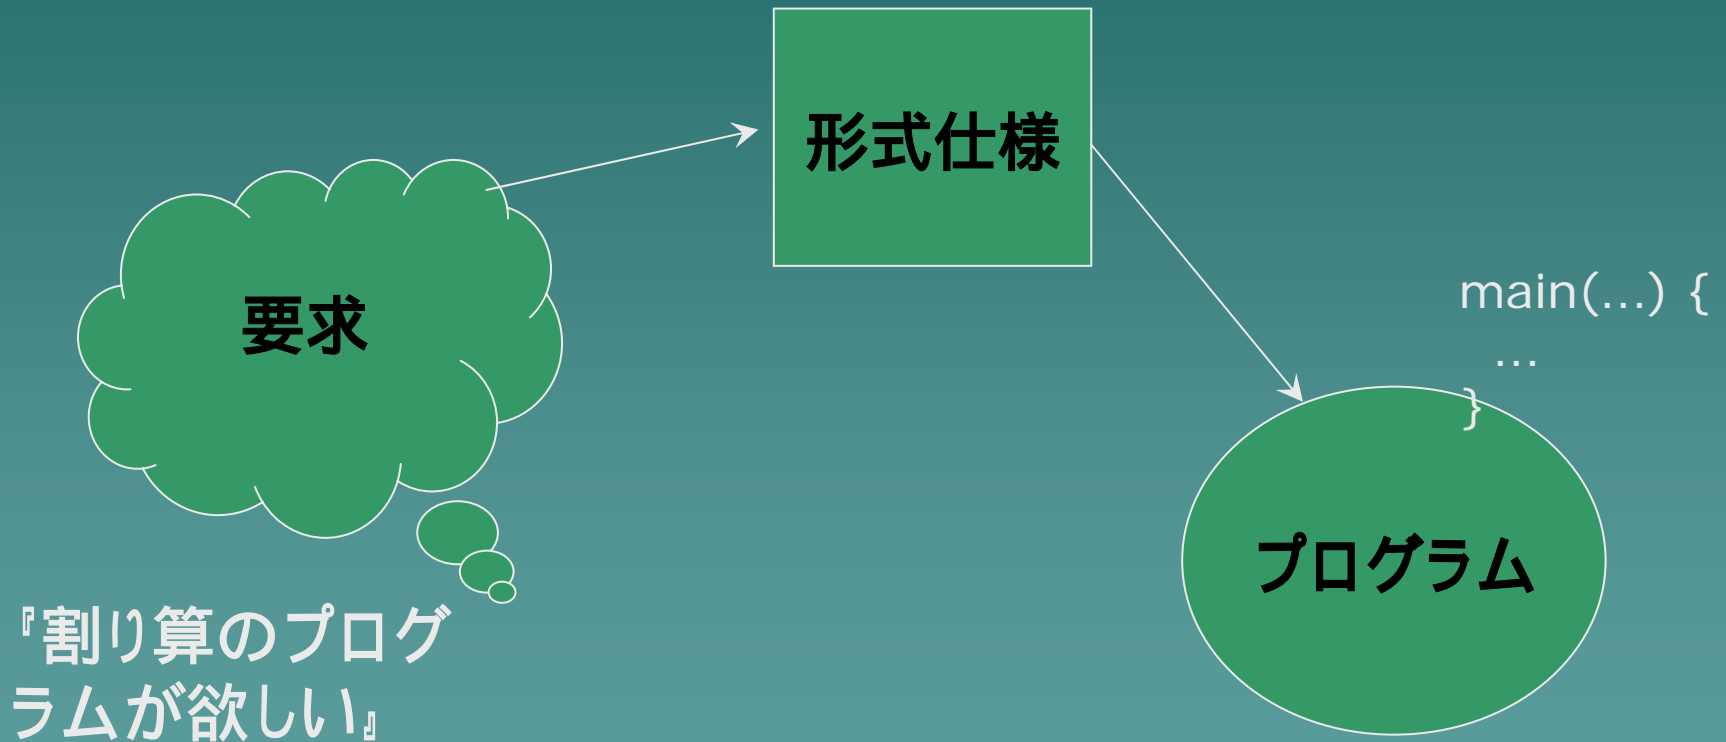 形式仕様
要求
main(...) {
...
}
プログラム
『割り算のプログ
ラムが欲しい』